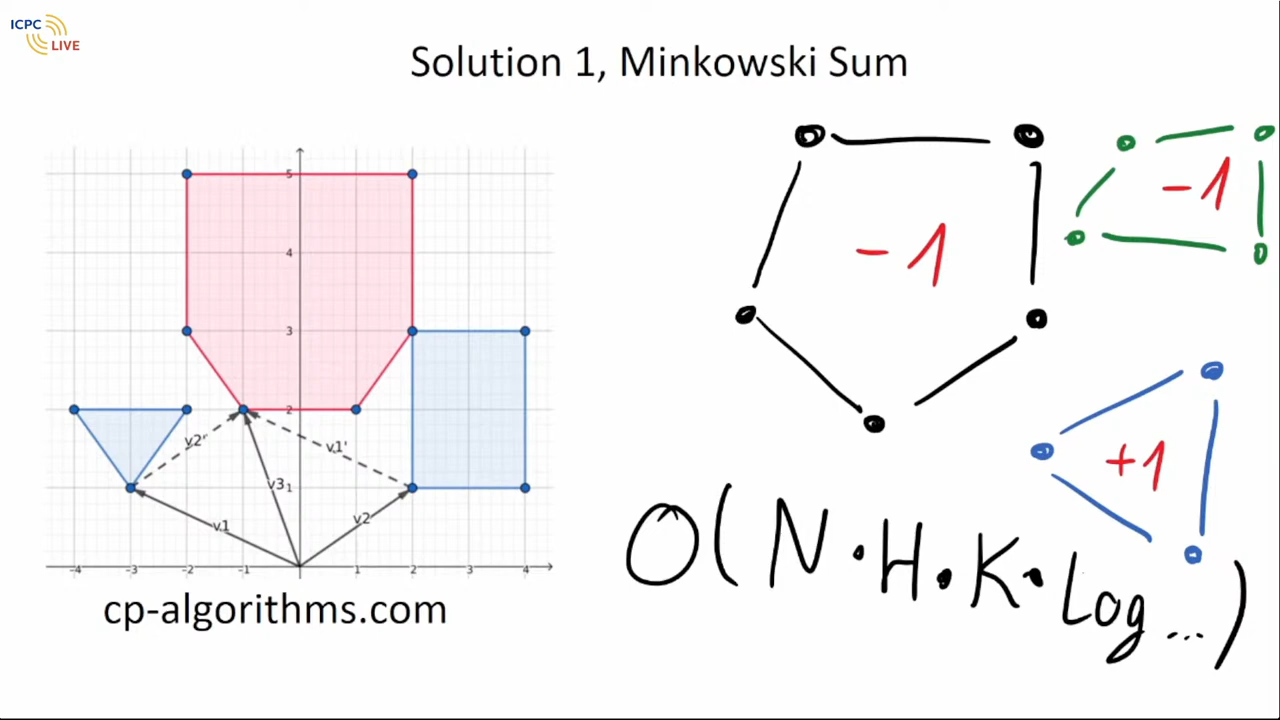 ICPC
LIVE
Solution 1, Minkowski Sum
5
4
3
2
1
-4 -3 -2 -1 0 1 2 3 4
v2'
v1'
v3
v1
v2
cp-algorithms.com
-1
-1
+1
O(N·H·K·Log...)